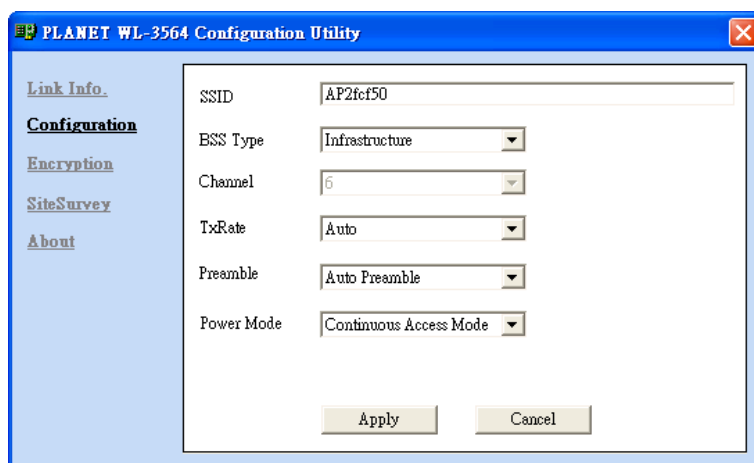 PLANET WL-3564 Configuration Utility
Link Info.
Configuration
Encryption
SiteSurvey
About
SSID AP2fcf50
BSS Type Infrastructure
Channel 6
TxRate Auto
Preamble Auto Preamble
Power Mode Continuous Access Mode
Apply Cancel